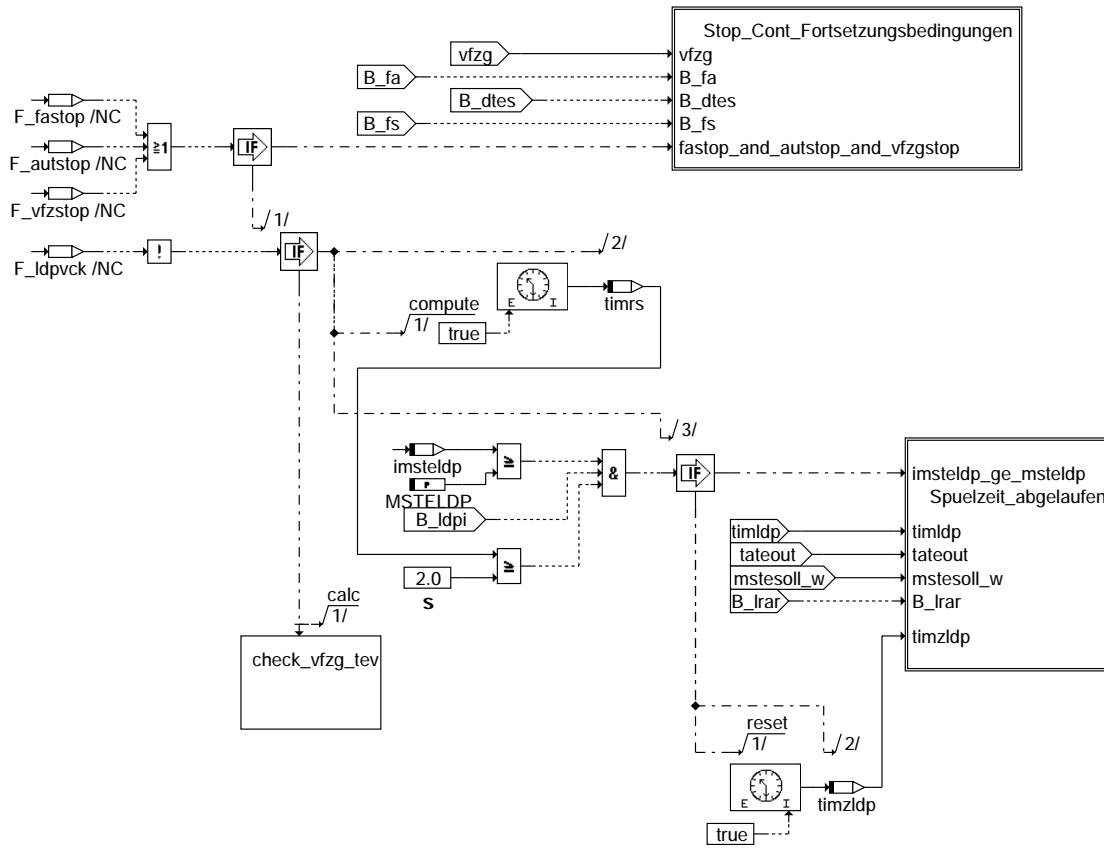 Stop_Cont_Fortsetzungsbedingungen
vfzg
vfzg
B_fa
B_fa
B_dtes
B_dtes
B_fs
B_fs
fastop_and_autstop_and_vfzgstop
F_fastop /NC
F_autstop /NC
F_vfzstop /NC
≥1
IF
/1/
F_ldpvck /NC
!
IF
/2/
E I
true
timrs
compute
/1/
/3/
imsteldp
P
MSTELDP
B_ldpi
≥
&
IF
2.0
s
≥
imsteldp_ge_msteldp
Spuelzeit_abgelaufen
timldp
timldp
tateout
tateout
mstesoll_w
mstesoll_w
B_lrar
B_lrar
timzldp
calc
/1/
check_vfzg_tev
reset
/1/
/2/
E I
true
timzldp